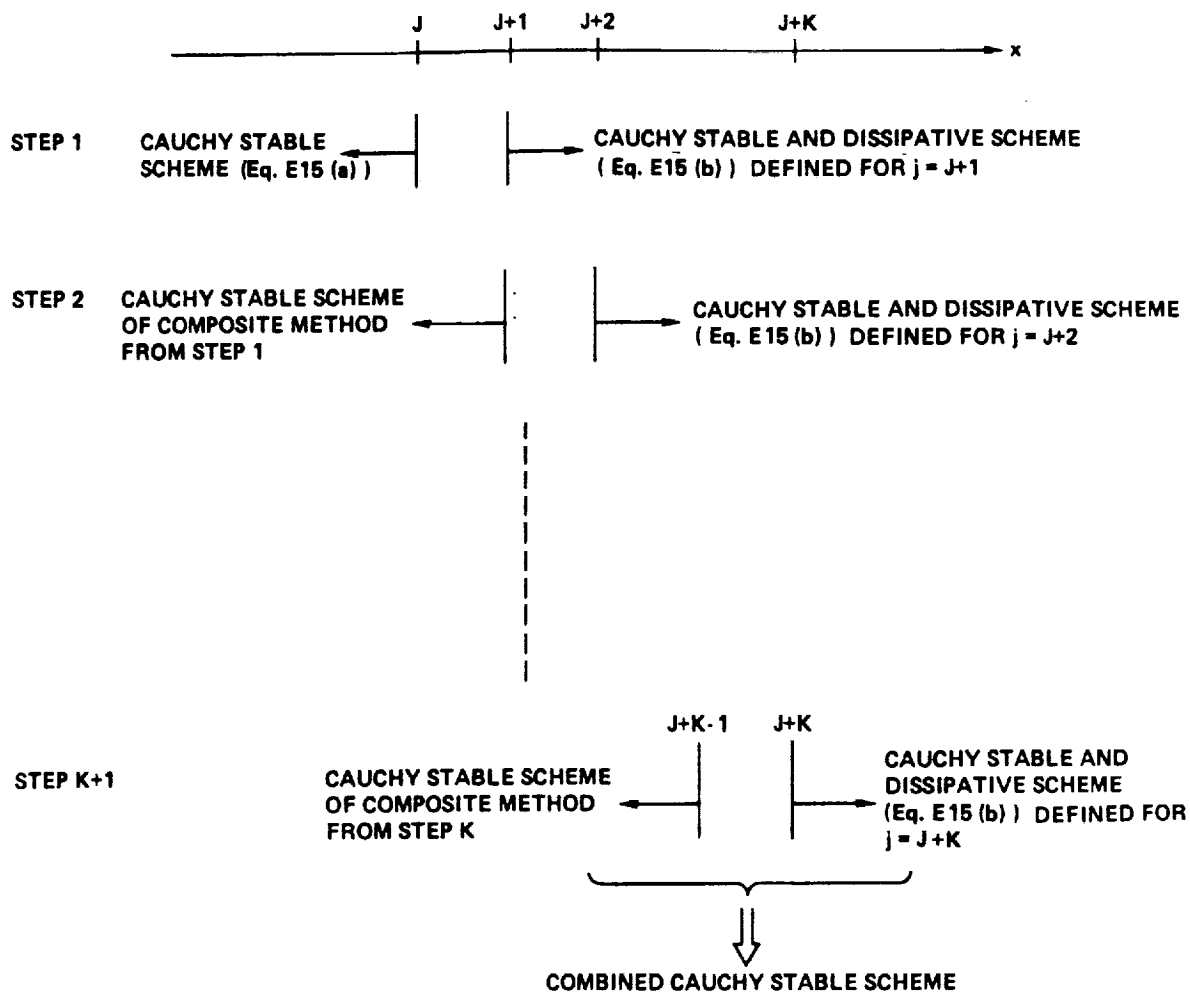 J J+1 J+2 J+K
x
STEP 1
CAUCHY STABLE
SCHEME (Eq. E15 (a) )
CAUCHY STABLE AND DISSIPATIVE SCHEME
( Eq. E15 (b) ) DEFINED FOR j = J+1
STEP 2
CAUCHY STABLE SCHEME
OF COMPOSITE METHOD
FROM STEP 1
CAUCHY STABLE AND DISSIPATIVE SCHEME
( Eq. E15 (b) ) DEFINED FOR j = J+2
J+K-1 J+K
STEP K+1
CAUCHY STABLE SCHEME
OF COMPOSITE METHOD
FROM STEP K
CAUCHY STABLE AND
DISSIPATIVE SCHEME
(Eq. E15 (b) ) DEFINED FOR
j = J+K
COMBINED CAUCHY STABLE SCHEME